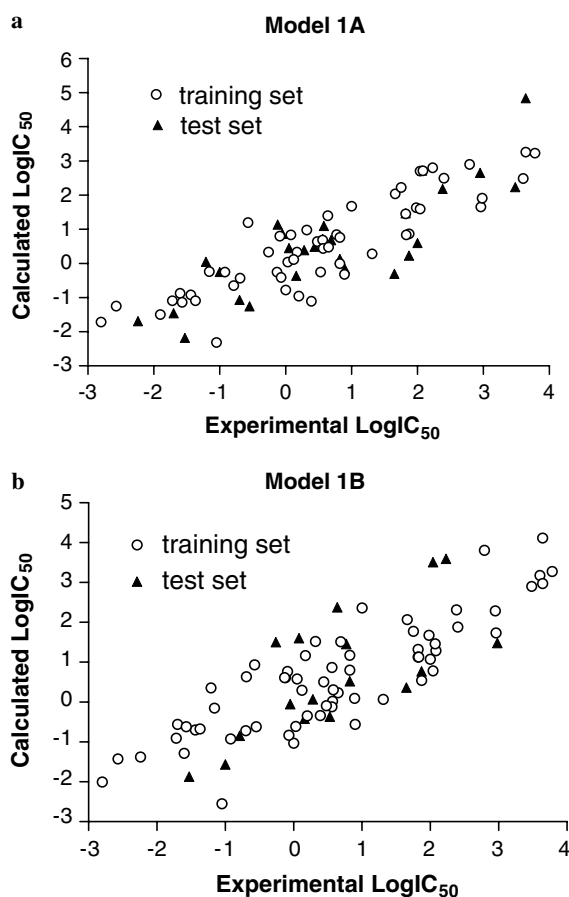 a
Model 1A
training set
test set
Calculated LogIC50
6
5
4
3
2
1
0
-1
-2
-3
-3 -2 -1 0 1 2 3 4
Experimental LogIC50
b
Model 1B
training set
test set
Calculated LogIC50
5
4
3
2
1
0
-1
-2
-3
-3 -2 -1 0 1 2 3 4
Experimental LogIC50